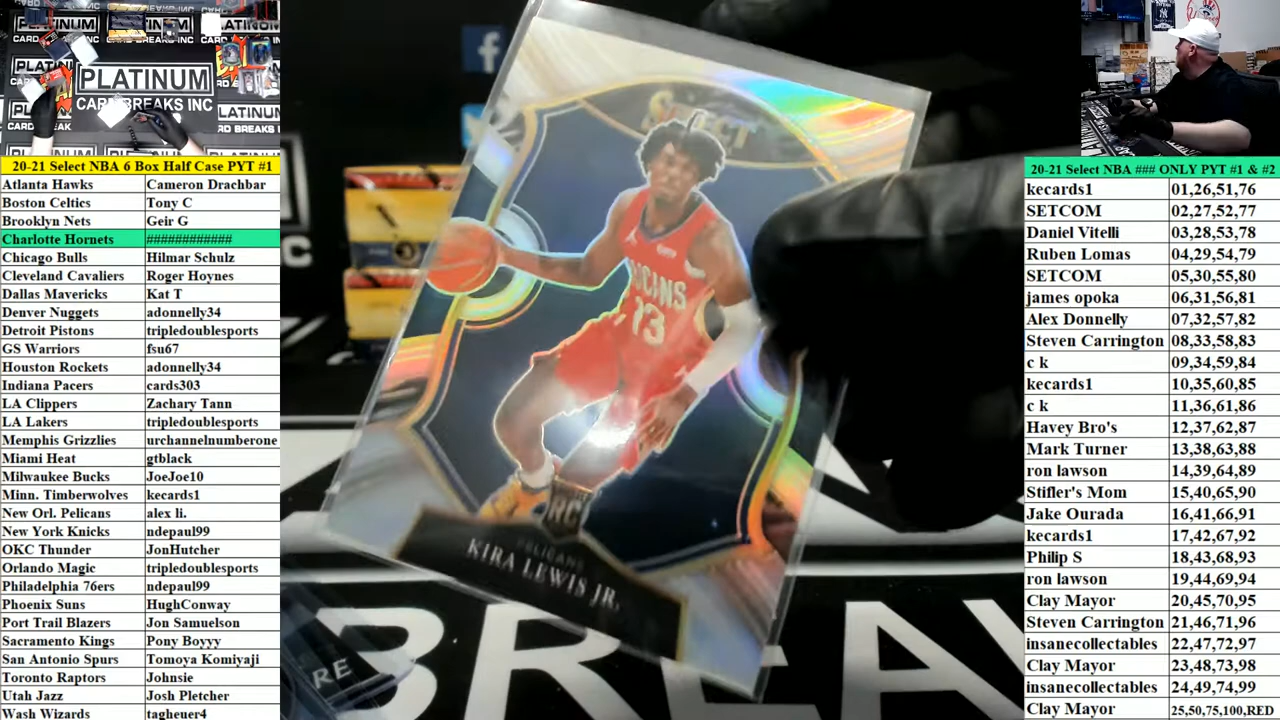 PLATINUM
CARD BREAKS INC
20-21 Select NBA 6 Box Half Case PYT #1
Atlanta Hawks Cameron Drachbar
Boston Celtics Tony C
Brooklyn Nets Geir G
Charlotte Hornets ############
Chicago Bulls Hilmar Schulz
Cleveland Cavaliers Roger Hoynes
Dallas Mavericks Kat T
Denver Nuggets adonnelly34
Detroit Pistons tripledoublesports
GS Warriors fsu67
Houston Rockets adonnelly34
Indiana Pacers cards303
LA Clippers Zachary Tann
LA Lakers tripledoublesports
Memphis Grizzlies urchannelnumberone
Miami Heat gtblack
Milwaukee Bucks JoeJoe10
Minn. Timberwolves kecards1
New Orl. Pelicans alex li.
New York Knicks ndepaul99
OKC Thunder JonHutcher
Orlando Magic tripledoublesports
Philadelphia 76ers ndepaul99
Phoenix Suns HughConway
Port Trail Blazers Jon Samuelson
Sacramento Kings Pony Boyyy
San Antonio Spurs Tomoya Komiyaji
Toronto Raptors Johnsie
Utah Jazz Josh Pletcher
Wash Wizards tagheuer4
13
RC
PELICANS
KIRA LEWIS JR.
BREA
RE
20-21 Select NBA ### ONLY PYT #1 & #2
kecards1 01,26,51,76
SETCOM 02,27,52,77
Daniel Vitelli 03,28,53,78
Ruben Lomas 04,29,54,79
SETCOM 05,30,55,80
james opoka 06,31,56,81
Alex Donnelly 07,32,57,82
Steven Carrington 08,33,58,83
c k 09,34,59,84
kecards1 10,35,60,85
c k 11,36,61,86
Havey Bro's 12,37,62,87
Mark Turner 13,38,63,88
ron lawson 14,39,64,89
Stifler's Mom 15,40,65,90
Jake Ourada 16,41,66,91
kecards1 17,42,67,92
Philip S 18,43,68,93
ron lawson 19,44,69,94
Clay Mayor 20,45,70,95
Steven Carrington 21,46,71,96
insanecollectables 22,47,72,97
Clay Mayor 23,48,73,98
insanecollectables 24,49,74,99
Clay Mayor 25,50,75,100,RED